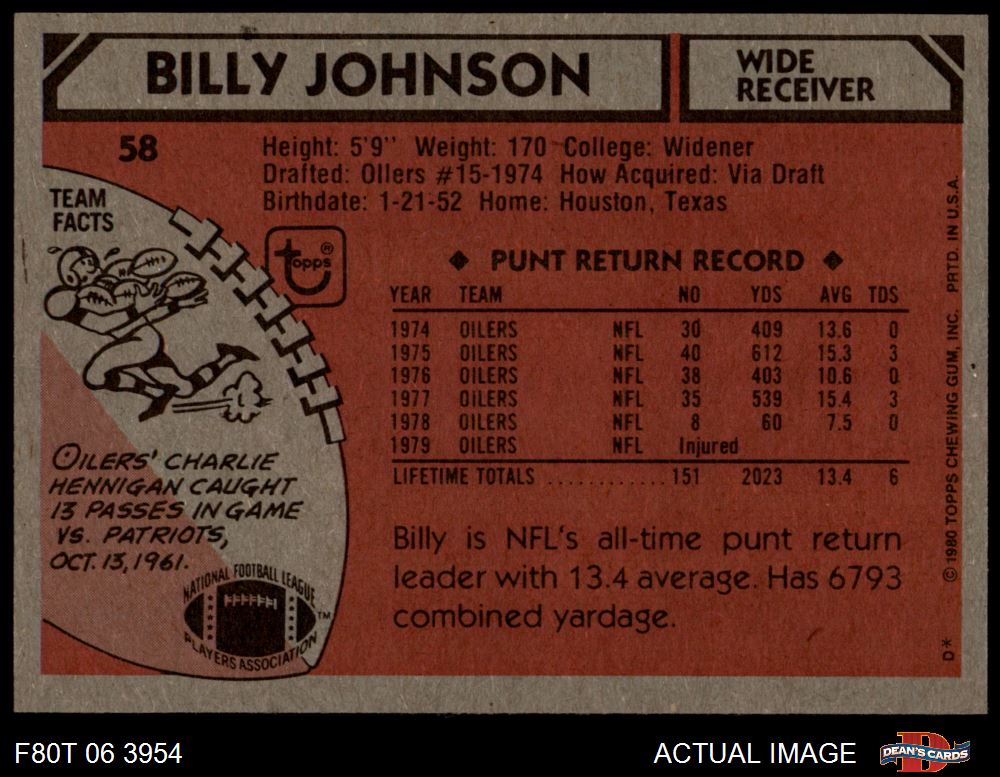 BILLY JOHNSON
WIDE
RECEIVER
58
Height: 5'9'' Weight: 170 College: Widener
Drafted: Oilers #15-1974 How Acquired: Via Draft
Birthdate: 1-21-52 Home: Houston, Texas
TEAM
FACTS
topps®
OILERS' CHARLIE
HENNIGAN CAUGHT
13 PASSES IN GAME
VS. PATRIOTS,
OCT. 13, 1961.
NATIONAL FOOTBALL LEAGUE
PLAYERS ASSOCIATION
™
◆ PUNT RETURN RECORD ◆
YEAR TEAM NO YDS AVG TDS
1974 OILERS NFL 30 409 13.6 0
1975 OILERS NFL 40 612 15.3 3
1976 OILERS NFL 38 403 10.6 0
1977 OILERS NFL 35 539 15.4 3
1978 OILERS NFL 8 60 7.5 0
1979 OILERS NFL Injured
LIFETIME TOTALS ............ 151 2023 13.4 6
Billy is NFL's all-time punt return
leader with 13.4 average. Has 6793
combined yardage.
D* © 1980 TOPPS CHEWING GUM, INC. PRTD. IN U.S.A.
F80T 06 3954
ACTUAL IMAGE
DEAN'S CARDS